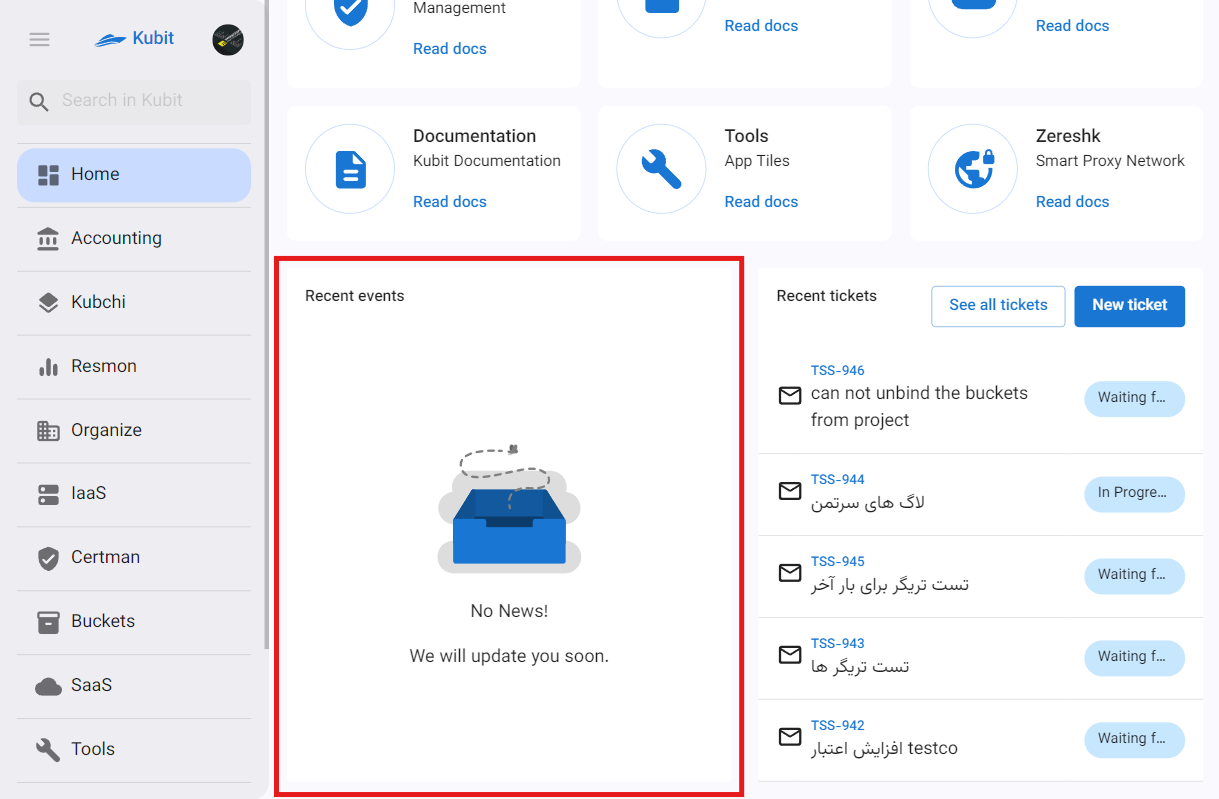 Kubit
Search in Kubit
Home
Accounting
Kubchi
Resmon
Organize
IaaS
Certman
Buckets
SaaS
Tools
Management
Read docs
Read docs
Read docs
Documentation
Kubit Documentation
Read docs
Tools
App Tiles
Read docs
Zereshk
Smart Proxy Network
Read docs
Recent events
No News!
We will update you soon.
Recent tickets
See all tickets
New ticket
TSS-946
can not unbind the buckets
from project
Waiting f...
TSS-944
لاگ های سرتمن
In Progre...
TSS-945
تست تریگر برای بار آخر
Waiting f...
TSS-943
تست تریگر ها
Waiting f...
TSS-942
افزایش اعتبار testco
Waiting f...